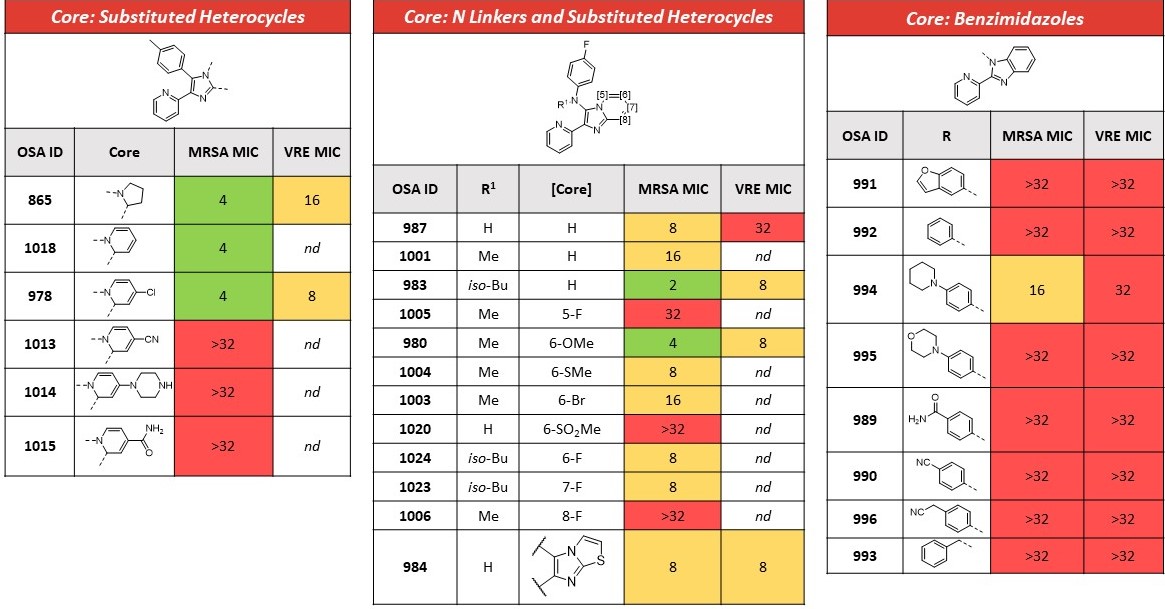 Core: Substituted Heterocycles
N
N
N
OSA ID Core MRSA MIC VRE MIC
865 N 4 16
1018 N 4 nd
978 N Cl 4 8
1013 N CN >32 nd
1014 N N NH >32 nd
1015 N NH2 O >32 nd
Core: N Linkers and Substituted Heterocycles
F
R¹ N [5] [6]
N N [7]
N [8]
OSA ID R¹ [Core] MRSA MIC VRE MIC
987 H H 8 32
1001 Me H 16 nd
983 iso-Bu H 2 8
1005 Me 5-F 32 nd
980 Me 6-OMe 4 8
1004 Me 6-SMe 8 nd
1003 Me 6-Br 16 nd
1020 H 6-SO₂Me >32 nd
1024 iso-Bu 6-F 8 nd
1023 iso-Bu 7-F 8 nd
1006 Me 8-F >32 nd
984 H N S N 8 8
Core: Benzimidazoles
N
N N
OSA ID R MRSA MIC VRE MIC
991 O >32 >32
992 >32 >32
994 N 16 32
995 O N >32 >32
989 O H₂N >32 >32
990 NC >32 >32
996 NC >32 >32
993 >32 >32